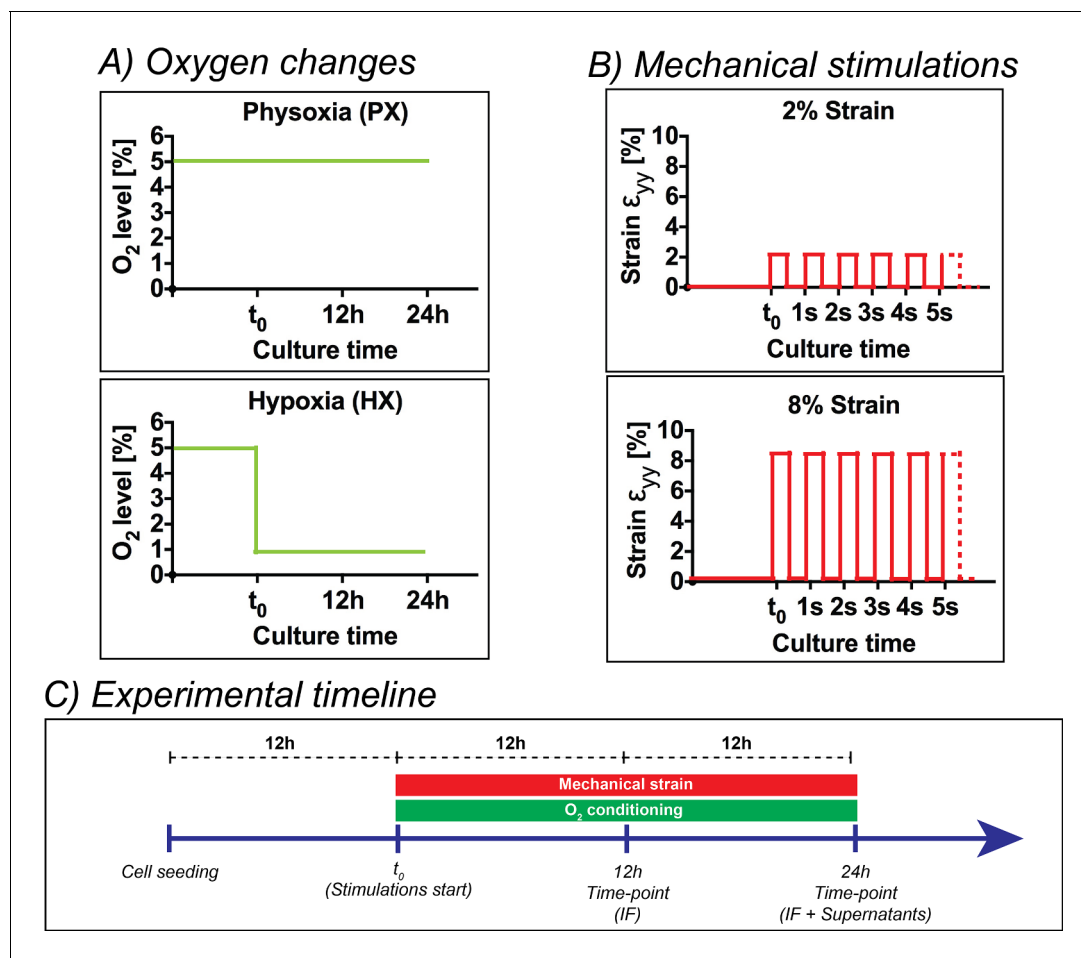 A) Oxygen changes
Physoxia (PX)
O₂ level [%]
6
5
4
3
2
1
0
t₀ 12h 24h
Culture time
Hypoxia (HX)
O₂ level [%]
6
5
4
3
2
1
0
t₀ 12h 24h
Culture time
B) Mechanical stimulations
2% Strain
Strain εyy [%]
10
8
6
4
2
0
t₀ 1s 2s 3s 4s 5s
Culture time
8% Strain
Strain εyy [%]
10
8
6
4
2
0
t₀ 1s 2s 3s 4s 5s
Culture time
C) Experimental timeline
12h 12h 12h
Mechanical strain
O₂ conditioning
Cell seeding
t₀
(Stimulations start)
12h
Time-point
(IF)
24h
Time-point
(IF + Supernatants)